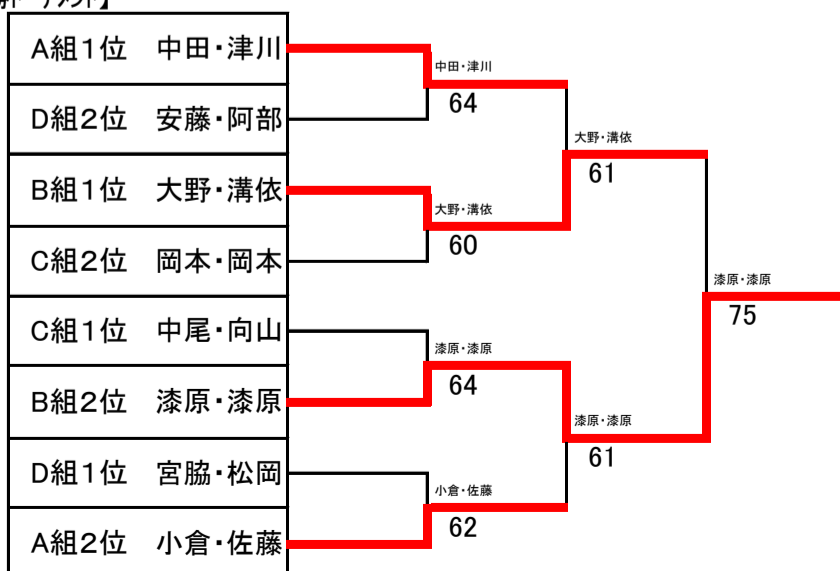 A組1位 中田・津川
D組2位 安藤・阿部
B組1位 大野・溝依
C組2位 岡本・岡本
C組1位 中尾・向山
B組2位 漆原・漆原
D組1位 宮脇・松岡
A組2位 小倉・佐藤
中田・津川
64
大野・溝依
60
漆原・漆原
64
小倉・佐藤
62
大野・溝依
61
漆原・漆原
61
漆原・漆原
75